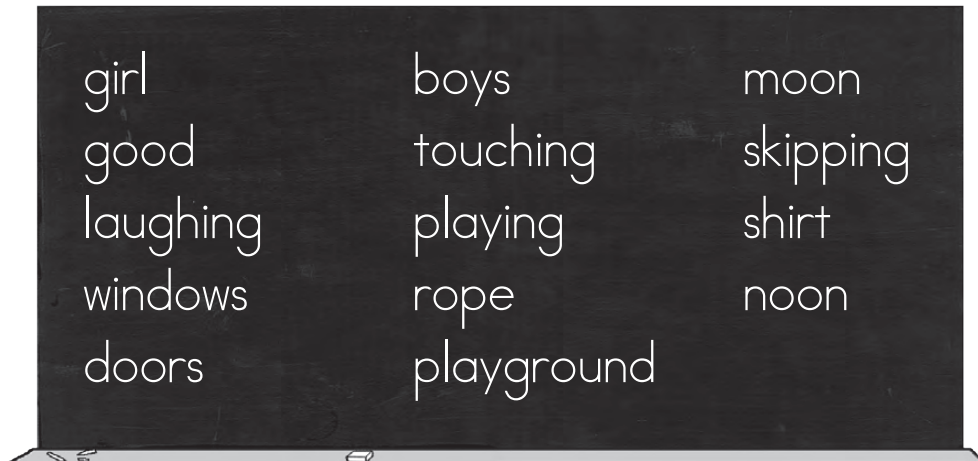 girl
good
laughing
windows
doors
boys
touching
playing
rope
playground
moon
skipping
shirt
noon